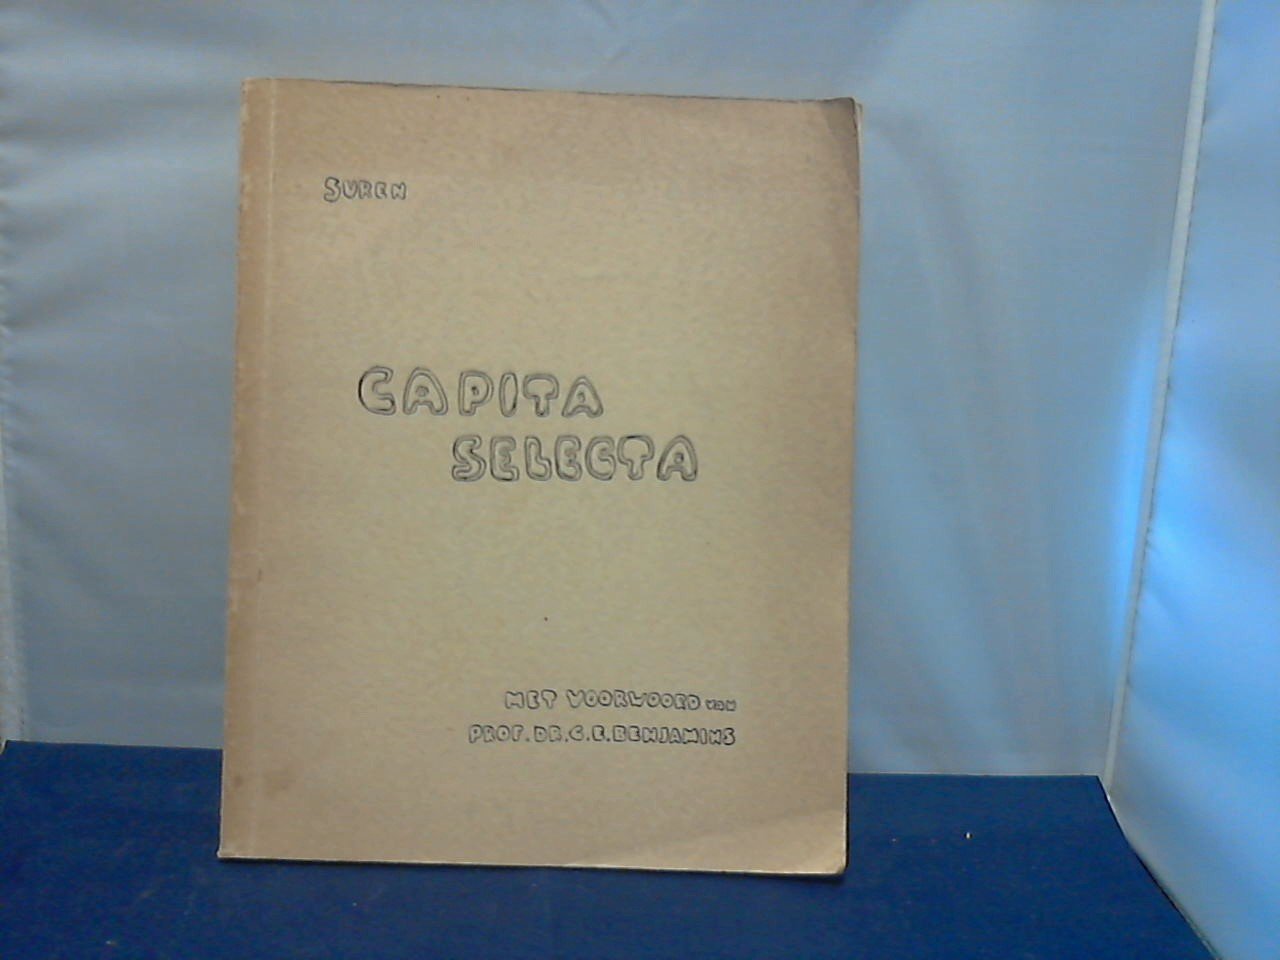 SUREN
CAPITA
SELECTA
MET VOORWOORD VAN
PROF. DR. C. E. BENJAMINS